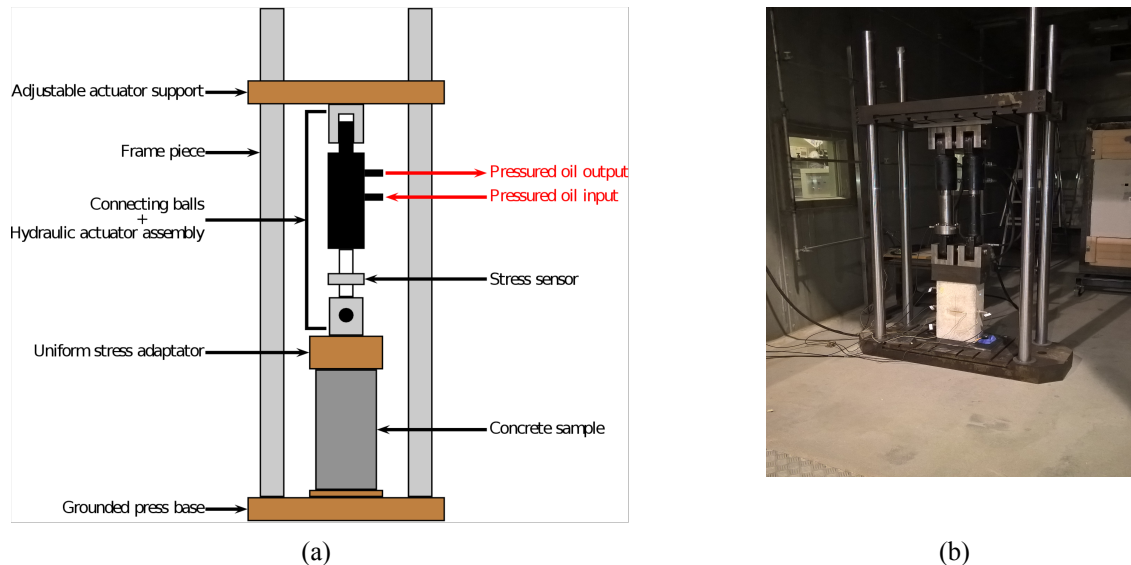 Adjustable actuator support
Frame piece
Pressured oil output
Pressured oil input
Connecting balls
+
Hydraulic actuator assembly
Stress sensor
Uniform stress adaptator
Concrete sample
Grounded press base
(a)
(b)